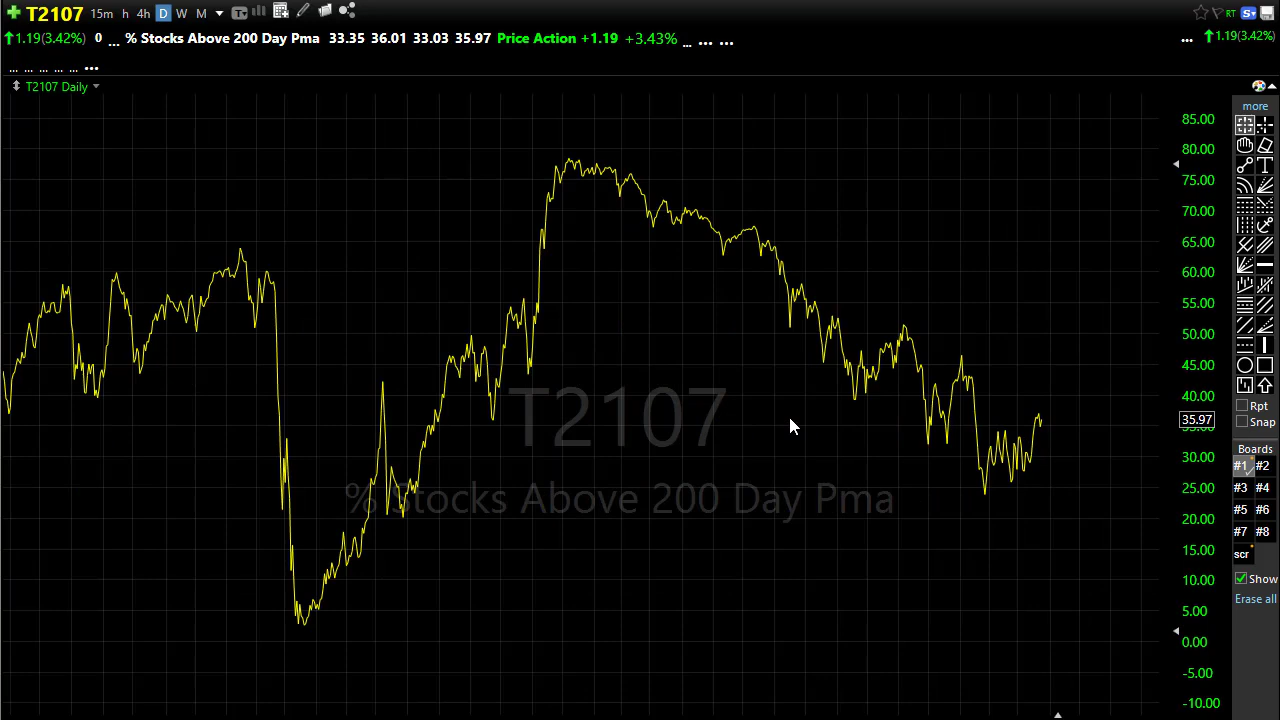 T2107 15m h 4h D W M T RT S
1.19(3.42%) 0 ... % Stocks Above 200 Day Pma 33.35 36.01 33.03 35.97 Price Action +1.19 +3.43% ... ... ... ... 1.19(3.42%)
... ... ... ... ... ...
T2107 Daily
more
85.00
80.00
75.00
70.00
65.00
60.00
55.00
50.00
45.00
40.00
35.97
30.00
25.00
20.00
15.00
10.00
5.00
0.00
-5.00
-10.00
T2107
% Stocks Above 200 Day Pma
T
Rpt
Snap
Boards
#1 #2
#3 #4
#5 #6
#7 #8
scr
Show
Erase all